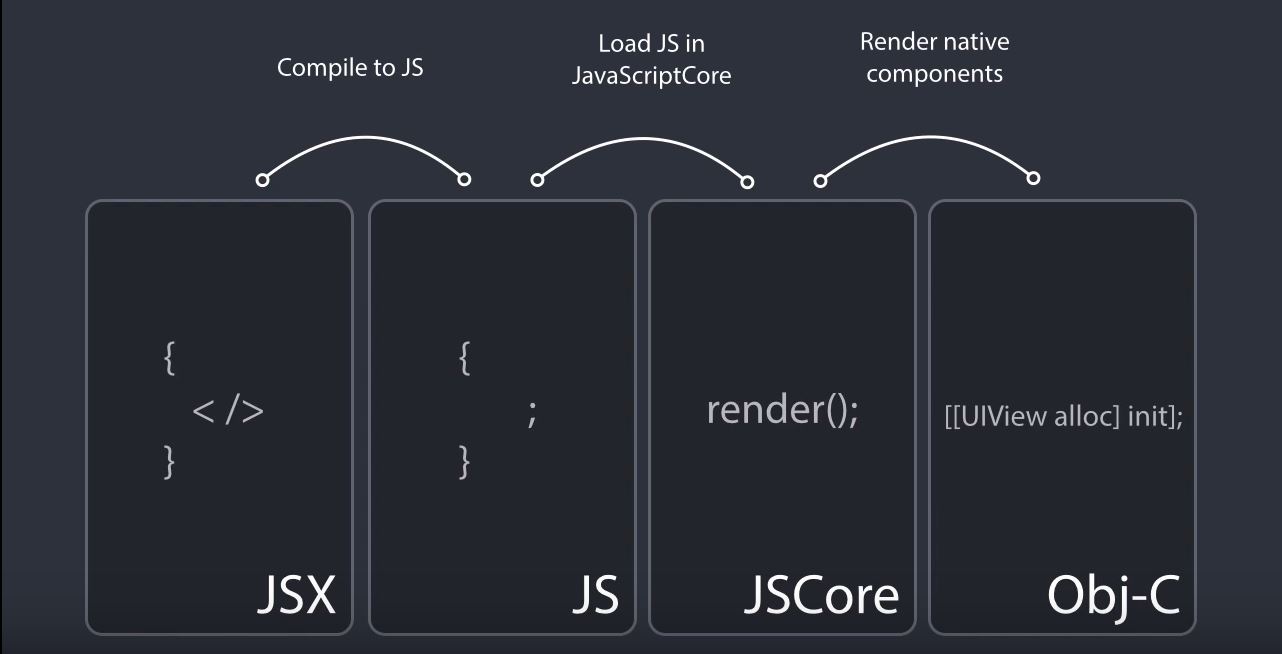 Compile to JS
Load JS in
JavaScriptCore
Render native
components
{
< />
}
JSX
{
;
}
JS
render();
JSCore
[[UIView alloc] init];
Obj-C